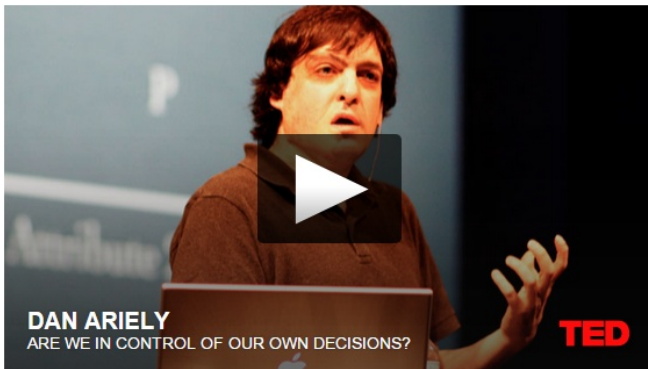 P
DAN ARIELY
ARE WE IN CONTROL OF OUR OWN DECISIONS?
TED